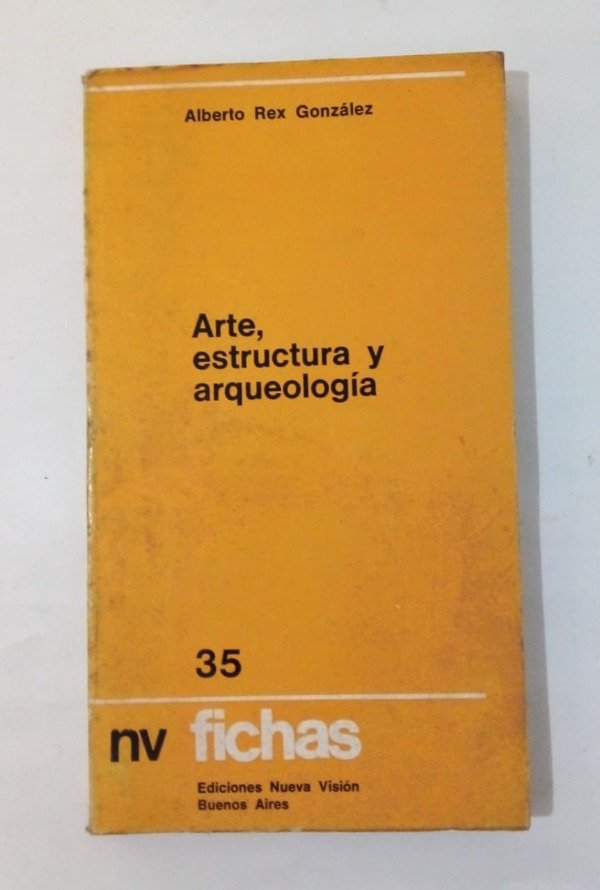 Alberto Rex González
Arte,
estructura y
arqueología
35
nv fichas
Ediciones Nueva Visión
Buenos Aires